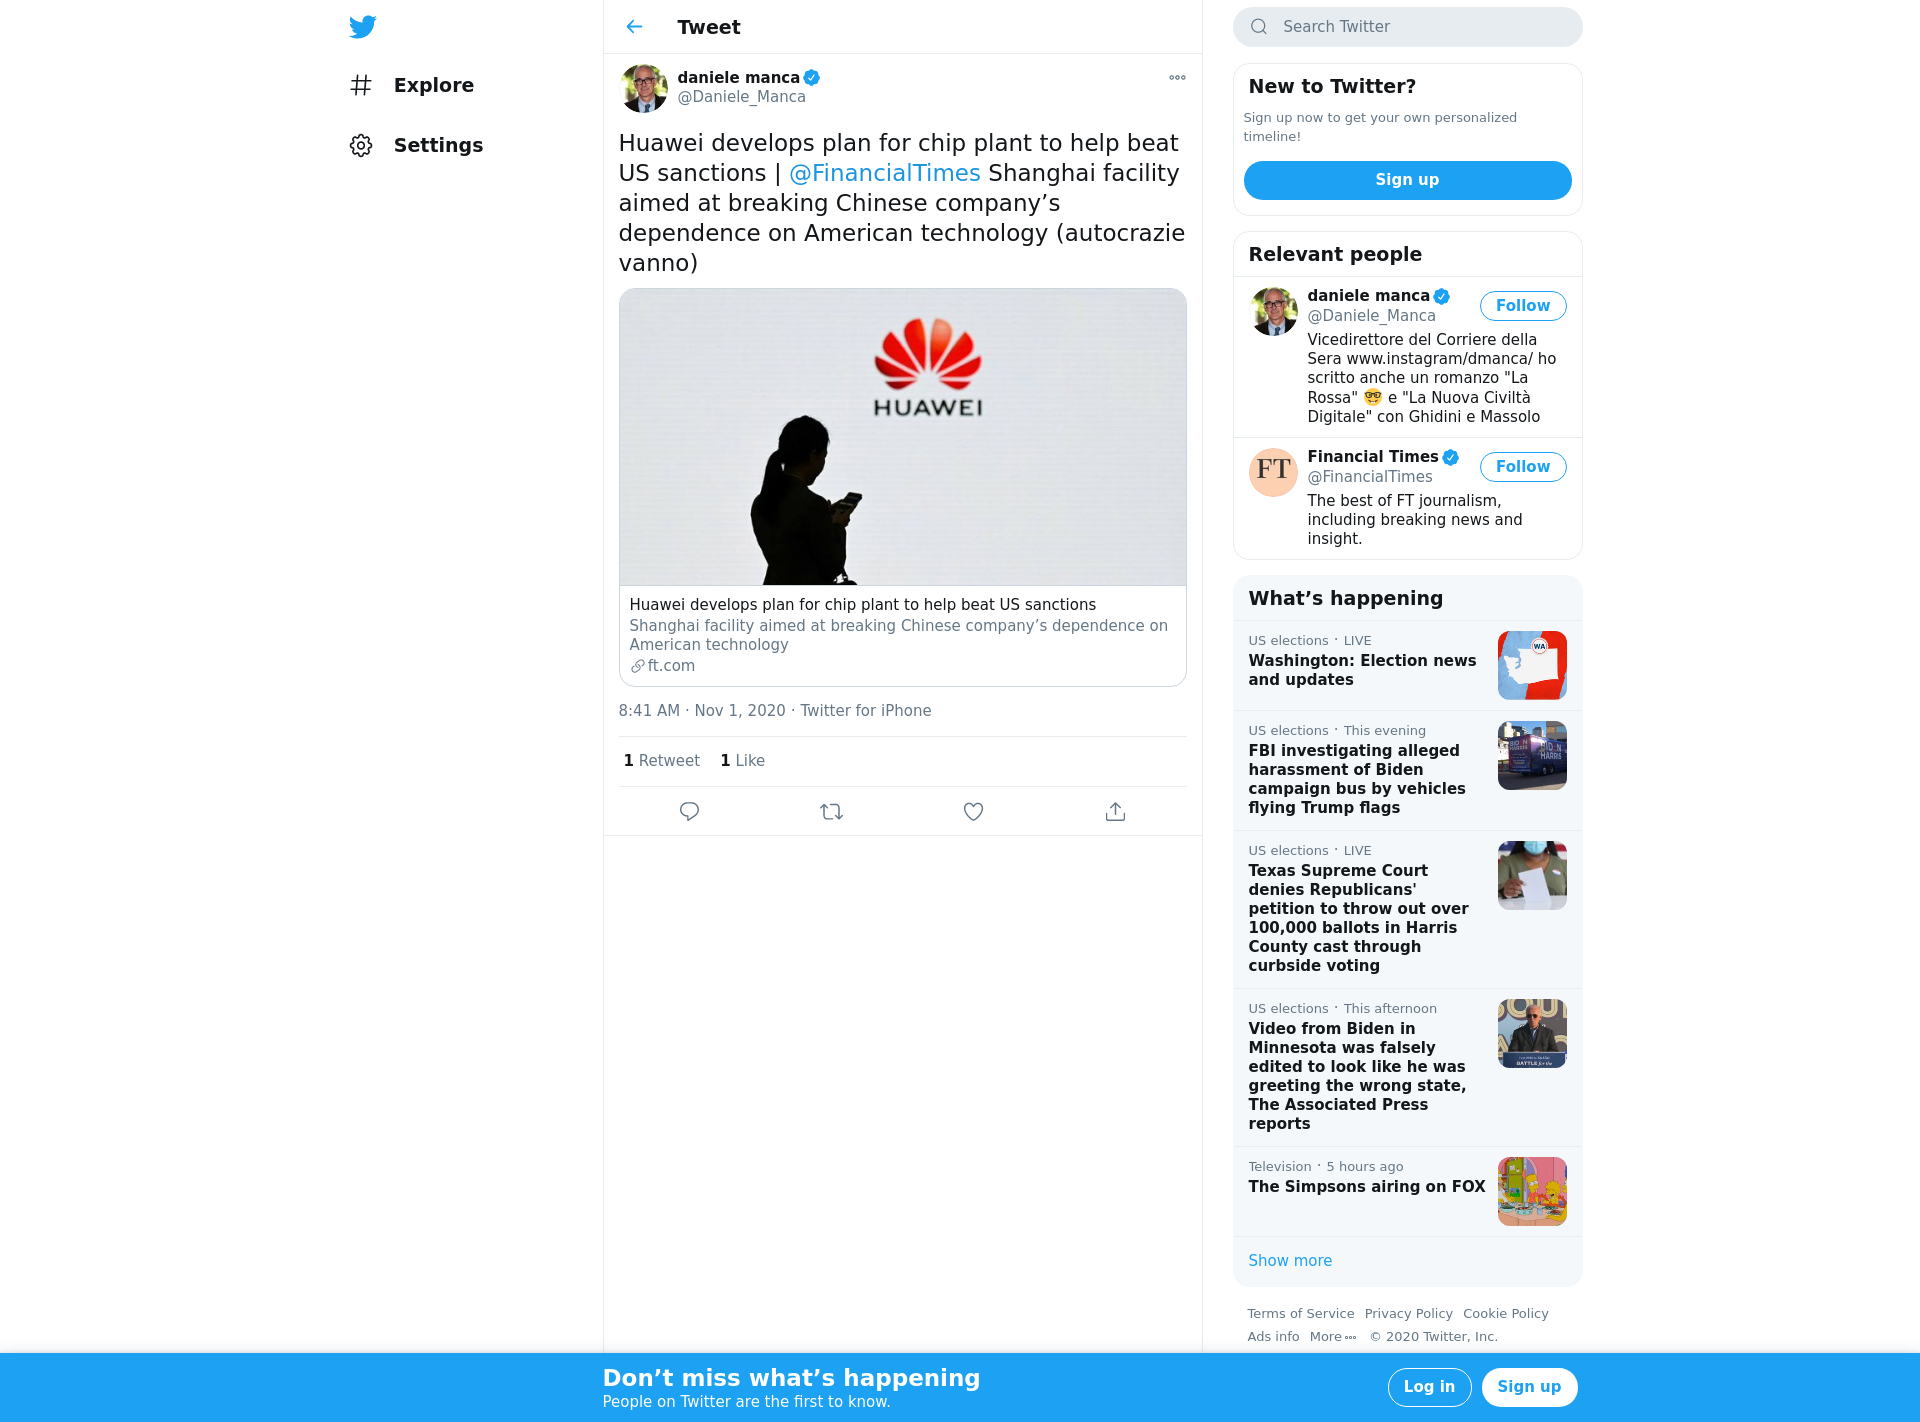 Explore
Settings
Tweet
daniele manca
@Daniele_Manca
Huawei develops plan for chip plant to help beat
US sanctions | @FinancialTimes Shanghai facility
aimed at breaking Chinese company’s
dependence on American technology (autocrazie
vanno)
HUAWEI
Huawei develops plan for chip plant to help beat US sanctions
Shanghai facility aimed at breaking Chinese company’s dependence on
American technology
ft.com
8:41 AM · Nov 1, 2020 · Twitter for iPhone
1 Retweet 1 Like
Search Twitter
New to Twitter?
Sign up now to get your own personalized
timeline!
Sign up
Relevant people
daniele manca
@Daniele_Manca
Follow
Vicedirettore del Corriere della
Sera www.instagram/dmanca/ ho
scritto anche un romanzo "La
Rossa" 🤓 e "La Nuova Civiltà
Digitale" con Ghidini e Massolo
FT
Financial Times
@FinancialTimes
Follow
The best of FT journalism,
including breaking news and
insight.
What’s happening
US elections · LIVE
Washington: Election news
and updates
WA
US elections · This evening
FBI investigating alleged
harassment of Biden
campaign bus by vehicles
flying Trump flags
BIDEN
HARRIS
US elections · LIVE
Texas Supreme Court
denies Republicans'
petition to throw out over
100,000 ballots in Harris
County cast through
curbside voting
US elections · This afternoon
Video from Biden in
Minnesota was falsely
edited to look like he was
greeting the wrong state,
The Associated Press
reports
BATTLE for the
Television · 5 hours ago
The Simpsons airing on FOX
Show more
Terms of Service Privacy Policy Cookie Policy
Ads info More © 2020 Twitter, Inc.
Don’t miss what’s happening
People on Twitter are the first to know.
Log in
Sign up